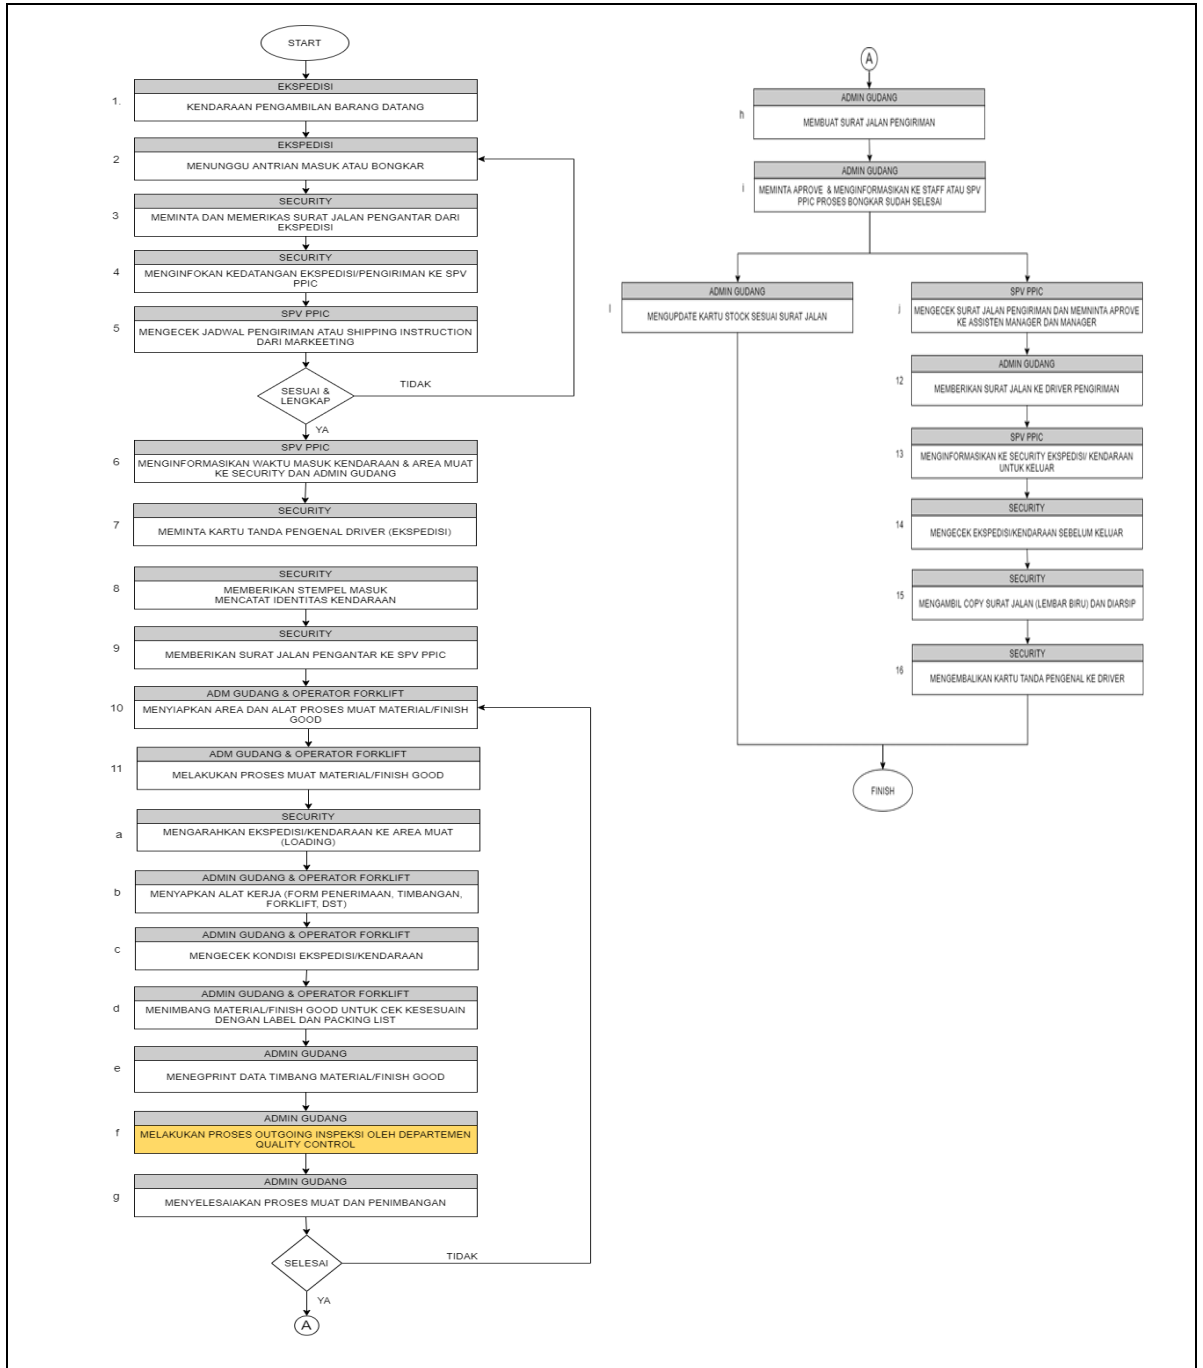 START
EKSPEDISI
1.
KENDARAAN PENGAMBILAN BARANG DATANG
EKSPEDISI
2
MENUNGGU ANTRIAN MASUK ATAU BONGKAR
SECURITY
3
MEMINTA DAN MEMERIKAS SURAT JALAN PENGANTAR DARI
EKSPEDISI
SECURITY
4
MENGINFOKAN KEDATANGAN EKSPEDISI/PENGIRIMAN KE SPV
PPIC
SPV PPIC
5
MENGECEK JADWAL PENGIRIMAN ATAU SHIPPING INSTRUCTION
DARI MARKEETING
SESUAI &
LENGKAP
TIDAK
YA
SPV PPIC
6
MENGINFORMASIKAN WAKTU MASUK KENDARAAN & AREA MUAT
KE SECURITY DAN ADMIN GUDANG
SECURITY
7
MEMINTA KARTU TANDA PENGENAL DRIVER (EKSPEDISI)
SECURITY
8
MEMBERIKAN STEMPEL MASUK
MENCATAT IDENTITAS KENDARAAN
SECURITY
9
MEMBERIKAN SURAT JALAN PENGANTAR KE SPV PPIC
ADM GUDANG & OPERATOR FORKLIFT
10
MENYIAPKAN AREA DAN ALAT PROSES MUAT MATERIAL/FINISH
GOOD
ADM GUDANG & OPERATOR FORKLIFT
11
MELAKUKAN PROSES MUAT MATERIAL/FINISH GOOD
SECURITY
a
MENGARAHKAN EKSPEDISI/KENDARAAN KE AREA MUAT
(LOADING)
ADMIN GUDANG & OPERATOR FORKLIFT
b
MENYAPKAN ALAT KERJA (FORM PENERIMAAN, TIMBANGAN,
FORKLIFT, DST)
ADMIN GUDANG & OPERATOR FORKLIFT
c
MENGECEK KONDISI EKSPEDISI/KENDARAAN
ADMIN GUDANG & OPERATOR FORKLIFT
d
MENIMBANG MATERIAL/FINISH GOOD UNTUK CEK KESESUAIN
DENGAN LABEL DAN PACKING LIST
ADMIN GUDANG
e
MENEGPRINT DATA TIMBANG MATERIAL/FINISH GOOD
ADMIN GUDANG
f
MELAKUKAN PROSES OUTGOING INSPEKSI OLEH DEPARTEMEN
QUALITY CONTROL
ADMIN GUDANG
g
MENYELESAIAKAN PROSES MUAT DAN PENIMBANGAN
SELESAI
TIDAK
YA
A
A
ADMIN GUDANG
h
MEMBUAT SURAT JALAN PENGIRIMAN
ADMIN GUDANG
i
MEMINTA APROVE & MENGINFORMASIKAN KE STAFF ATAU SPV
PPIC PROSES BONGKAR SUDAH SELESAI
ADMIN GUDANG
l
MENGUPDATE KARTU STOCK SESUAI SURAT JALAN
SPV PPIC
j
MENGECEK SURAT JALAN PENGIRIMAN DAN MEMNINTA APROVE
KE ASSISTEN MANAGER DAN MANAGER
ADMIN GUDANG
12
MEMBERIKAN SURAT JALAN KE DRIVER PENGIRIMAN
SPV PPIC
13
MENGINFORMASIKAN KE SECURITY EKSPEDISI/ KENDARAAN
UNTUK KELUAR
SECURITY
14
MENGECEK EKSPEDISI/KENDARAAN SEBELUM KELUAR
SECURITY
15
MENGAMBIL COPY SURAT JALAN (LEMBAR BIRU) DAN DIARSIP
SECURITY
16
MENGEMBALIKAN KARTU TANDA PENGENAL KE DRIVER
FINISH